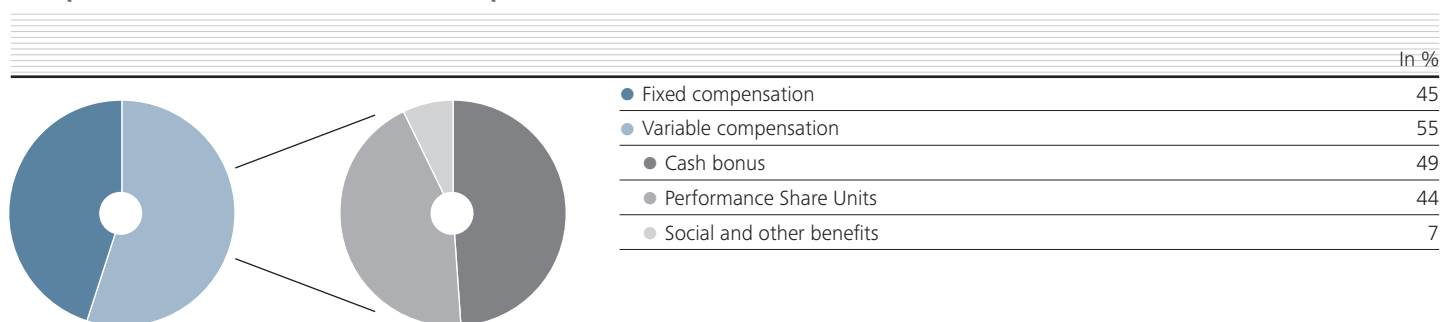 In %
Fixed compensation 45
Variable compensation 55
Cash bonus 49
Performance Share Units 44
Social and other benefits 7